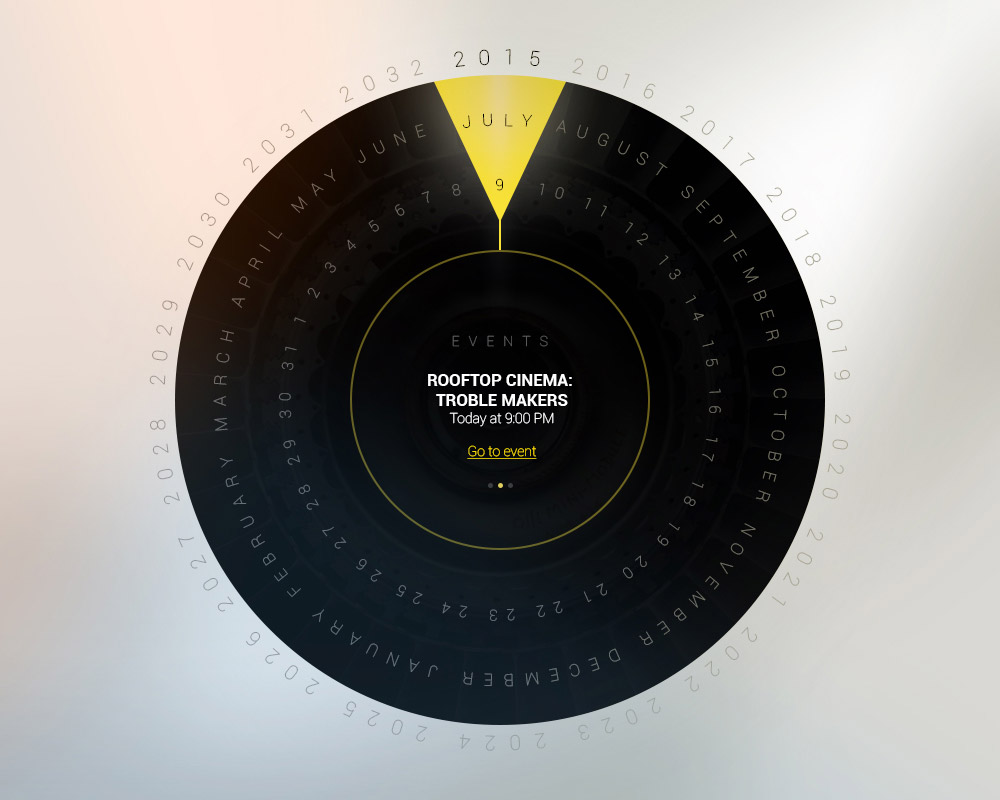 2015
2016
2017
2018
2019
2020
2021
2022
2023
2024
2025
2026
2027
2028
2029
2030
2031
2032
JULY
AUGUST
SEPTEMBER
OCTOBER
NOVEMBER
DECEMBER
JANUARY
FEBRUARY
MARCH
APRIL
MAY
JUNE
9
10
11
12
13
14
15
16
17
18
19
20
21
22
23
24
25
26
27
28
29
30
31
1
2
3
4
5
6
7
8
EVENTS
ROOFTOP CINEMA:
TROBLE MAKERS
Today at 9:00 PM
Go to event